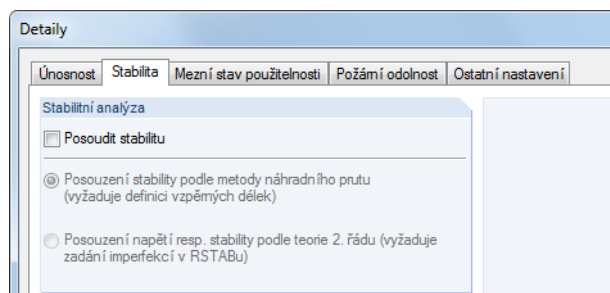 Detaily
Únosnost Stabilita Mezní stav použitelnosti Požární odolnost Ostatní nastavení
Stabilitní analýza
Posoudit stabilitu
Posouzení stability podle metody náhradního prutu
(vyžaduje definici vzpěrných délek)
Posouzení napětí resp. stability podle teorie 2. řádu (vyžaduje
zadání imperfekcí v RSTABu)